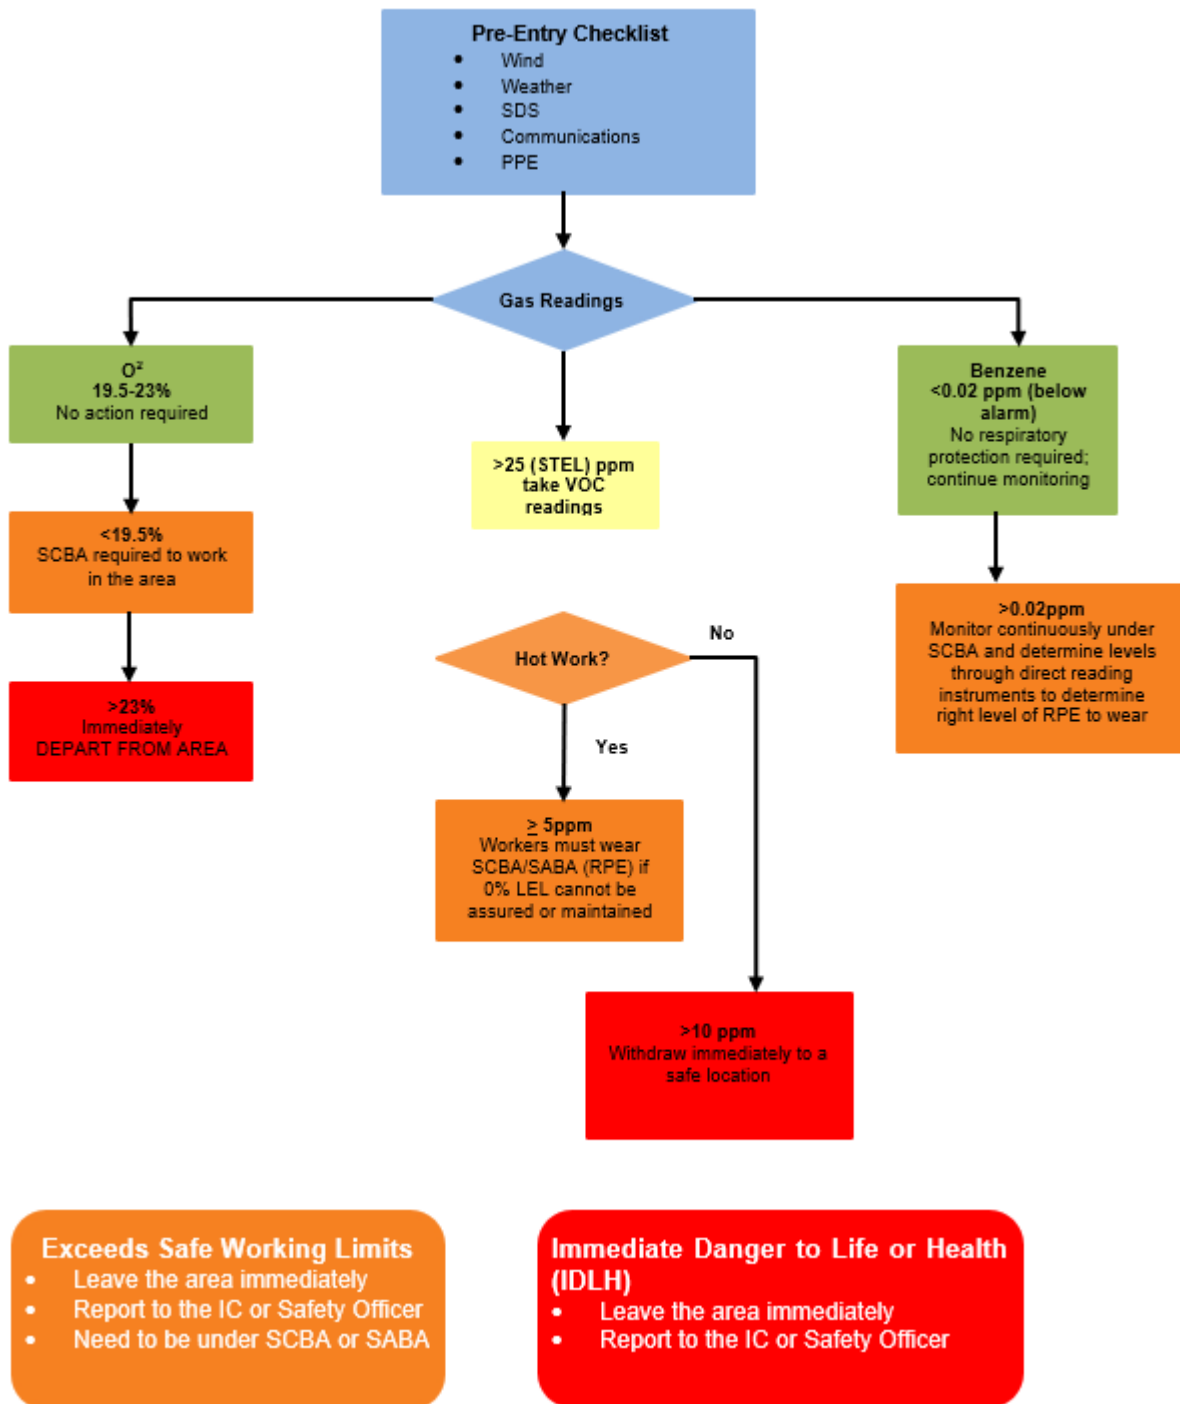 Pre-Entry Checklist
• Wind
• Weather
• SDS
• Communications
• PPE
Gas Readings
O²
19.5-23%
No action required
<19.5%
SCBA required to work
in the area
>23%
Immediately
DEPART FROM AREA
>25 (STEL) ppm
take VOC
readings
Benzene
<0.02 ppm (below
alarm)
No respiratory
protection required;
continue monitoring
>0.02ppm
Monitor continuously under
SCBA and determine levels
through direct reading
instruments to determine
right level of RPE to wear
Hot Work?
No
Yes
≥ 5ppm
Workers must wear
SCBA/SABA (RPE) if
0% LEL cannot be
assured or maintained
>10 ppm
Withdraw immediately to a
safe location
Exceeds Safe Working Limits
• Leave the area immediately
• Report to the IC or Safety Officer
• Need to be under SCBA or SABA
Immediate Danger to Life or Health
(IDLH)
• Leave the area immediately
• Report to the IC or Safety Officer